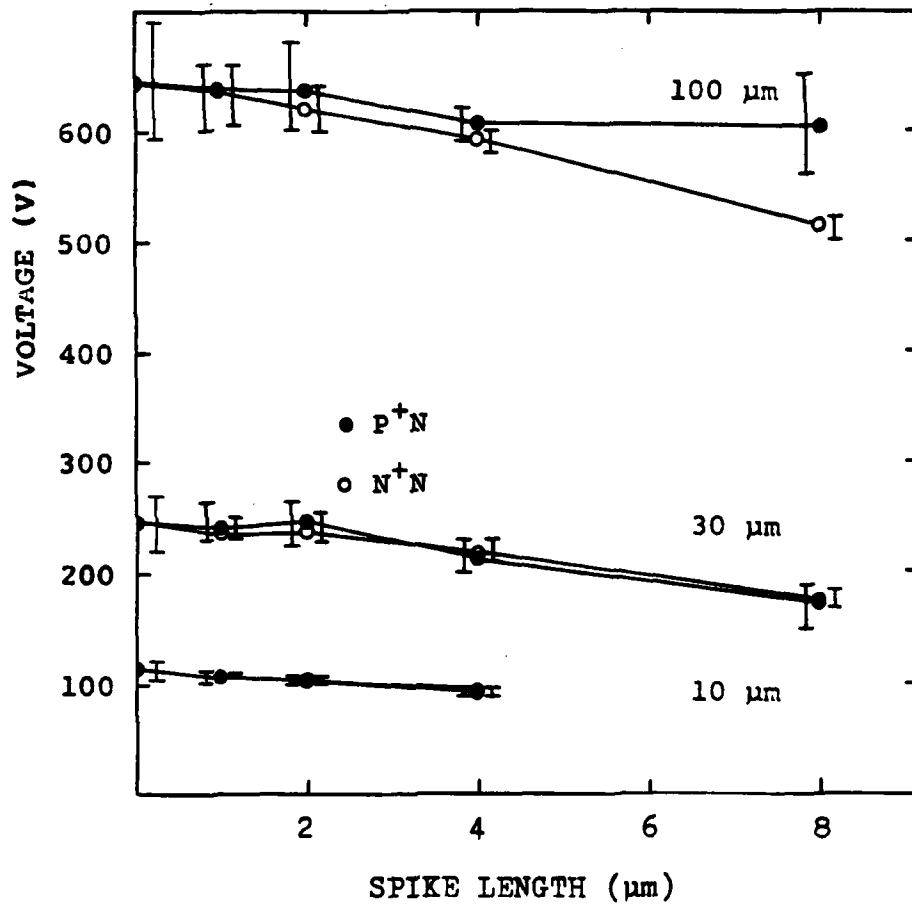 600
500
400
300
200
100
VOLTAGE (V)
100 µm
P+N
N+N
30 µm
10 µm
2 4 6 8
SPIKE LENGTH (µm)